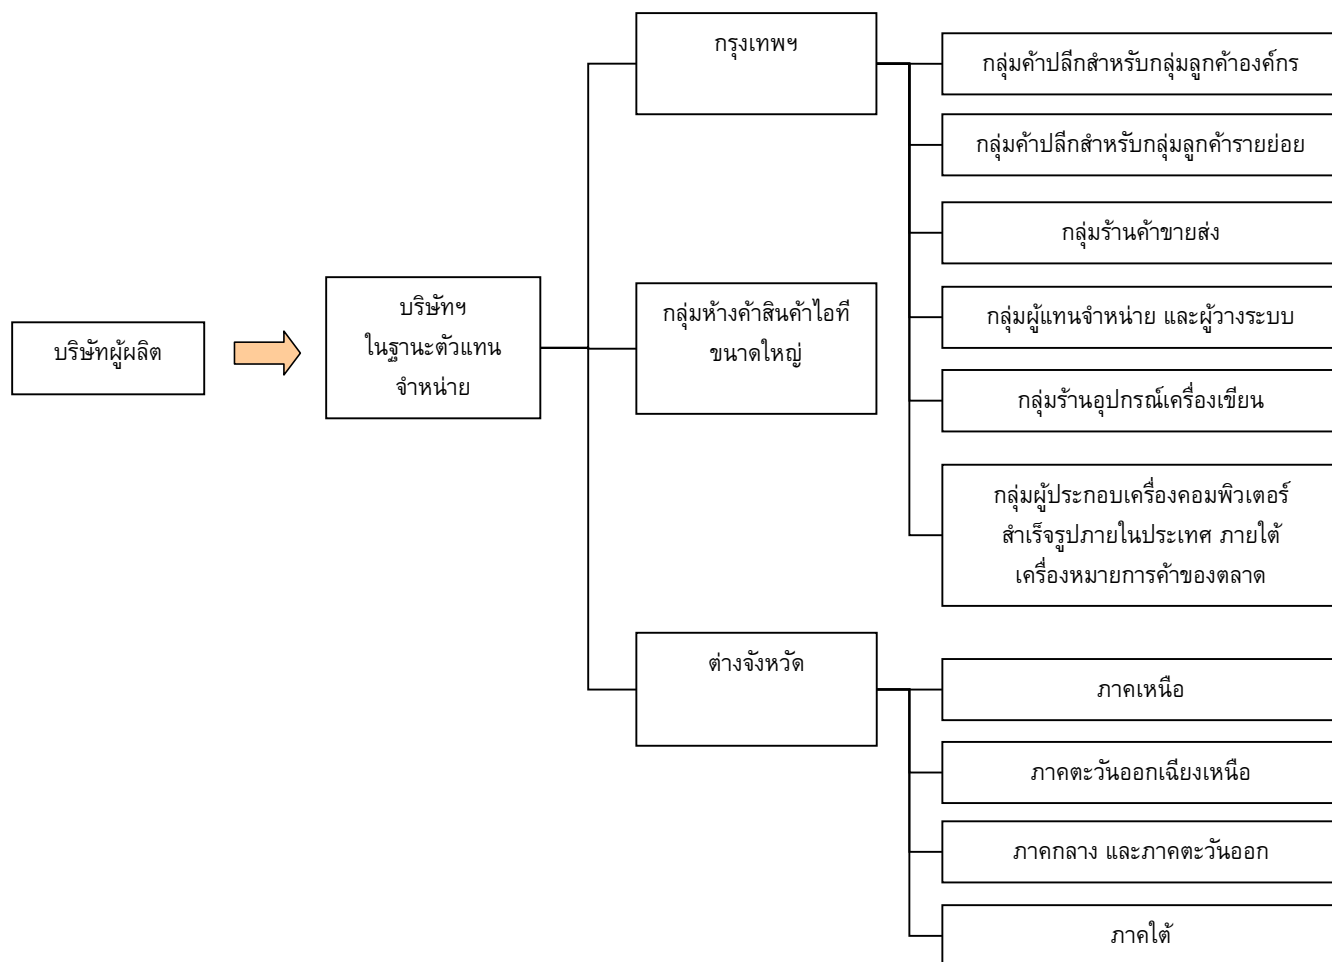 บริษัทผู้ผลิต
บริษัทฯ
ในฐานะตัวแทน
จำหน่าย
กรุงเทพฯ
กลุ่มค้าปลีกสำหรับกลุ่มลูกค้าองค์กร
กลุ่มค้าปลีกสำหรับกลุ่มลูกค้ารายย่อย
กลุ่มร้านค้าขายส่ง
กลุ่มผู้แทนจำหน่าย และผู้วางระบบ
กลุ่มร้านอุปกรณ์เครื่องเขียน
กลุ่มผู้ประกอบเครื่องคอมพิวเตอร์
สำเร็จรูปภายในประเทศ ภายใต้
เครื่องหมายการค้าของตลาด
กลุ่มห้างค้าสินค้าไอที
ขนาดใหญ่
ต่างจังหวัด
ภาคเหนือ
ภาคตะวันออกเฉียงเหนือ
ภาคกลาง และภาคตะวันออก
ภาคใต้